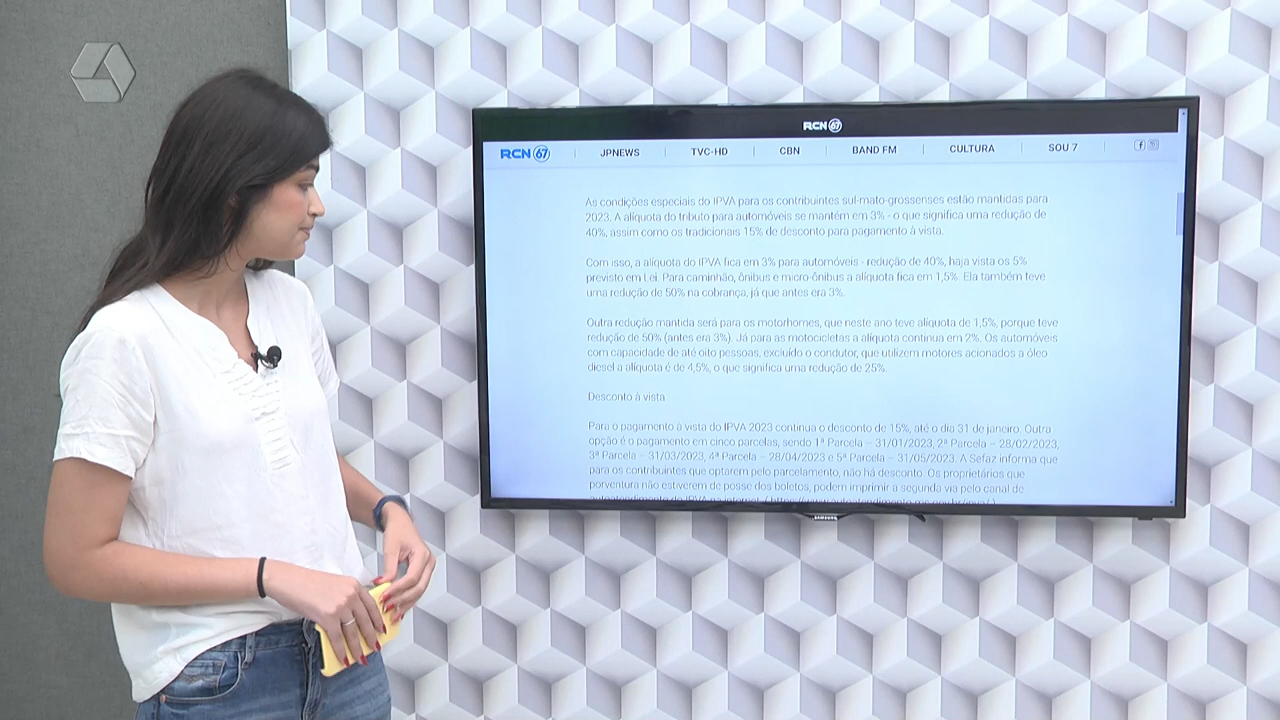 RCN 67
RCN 67 JPNEWS TVC-HD CBN BAND FM CULTURA SOU 7
As condições especiais do IPVA para os contribuintes sul-mato-grossenses estão mantidas para
2023. A alíquota do tributo para automóveis se mantém em 3% - o que significa uma redução de
40%, assim como os tradicionais 15% de desconto para pagamento à vista.
Com isso, a alíquota do IPVA fica em 3% para automóveis - redução de 40%, haja vista os 5%
previsto em Lei. Para caminhão, ônibus e micro-ônibus a alíquota fica em 1,5%. Ela também teve
uma redução de 50% na cobrança, já que antes era 3%.
Outra redução mantida será para os motorhomes, que neste ano teve alíquota de 1,5%, porque teve
redução de 50% (antes era 3%). Já para as motocicletas a alíquota continua em 2%. Os automóveis
com capacidade de até oito pessoas, excluído o condutor, que utilizem motores acionados a óleo
diesel a alíquota é de 4,5%, o que significa uma redução de 25%.
Desconto à vista
Para o pagamento à vista do IPVA 2023 continua o desconto de 15%, até o dia 31 de janeiro. Outra
opção é o pagamento em cinco parcelas, sendo 1ª Parcela – 31/01/2023, 2ª Parcela – 28/02/2023,
3ª Parcela – 31/03/2023, 4ª Parcela – 28/04/2023 e 5ª Parcela – 31/05/2023. A Sefaz informa que
para os contribuintes que optarem pelo parcelamento, não há desconto. Os proprietários que
porventura não estiverem de posse dos boletos, podem imprimir a segunda via pelo canal de
autoatendimento do IPVA na internet
SAMSUNG